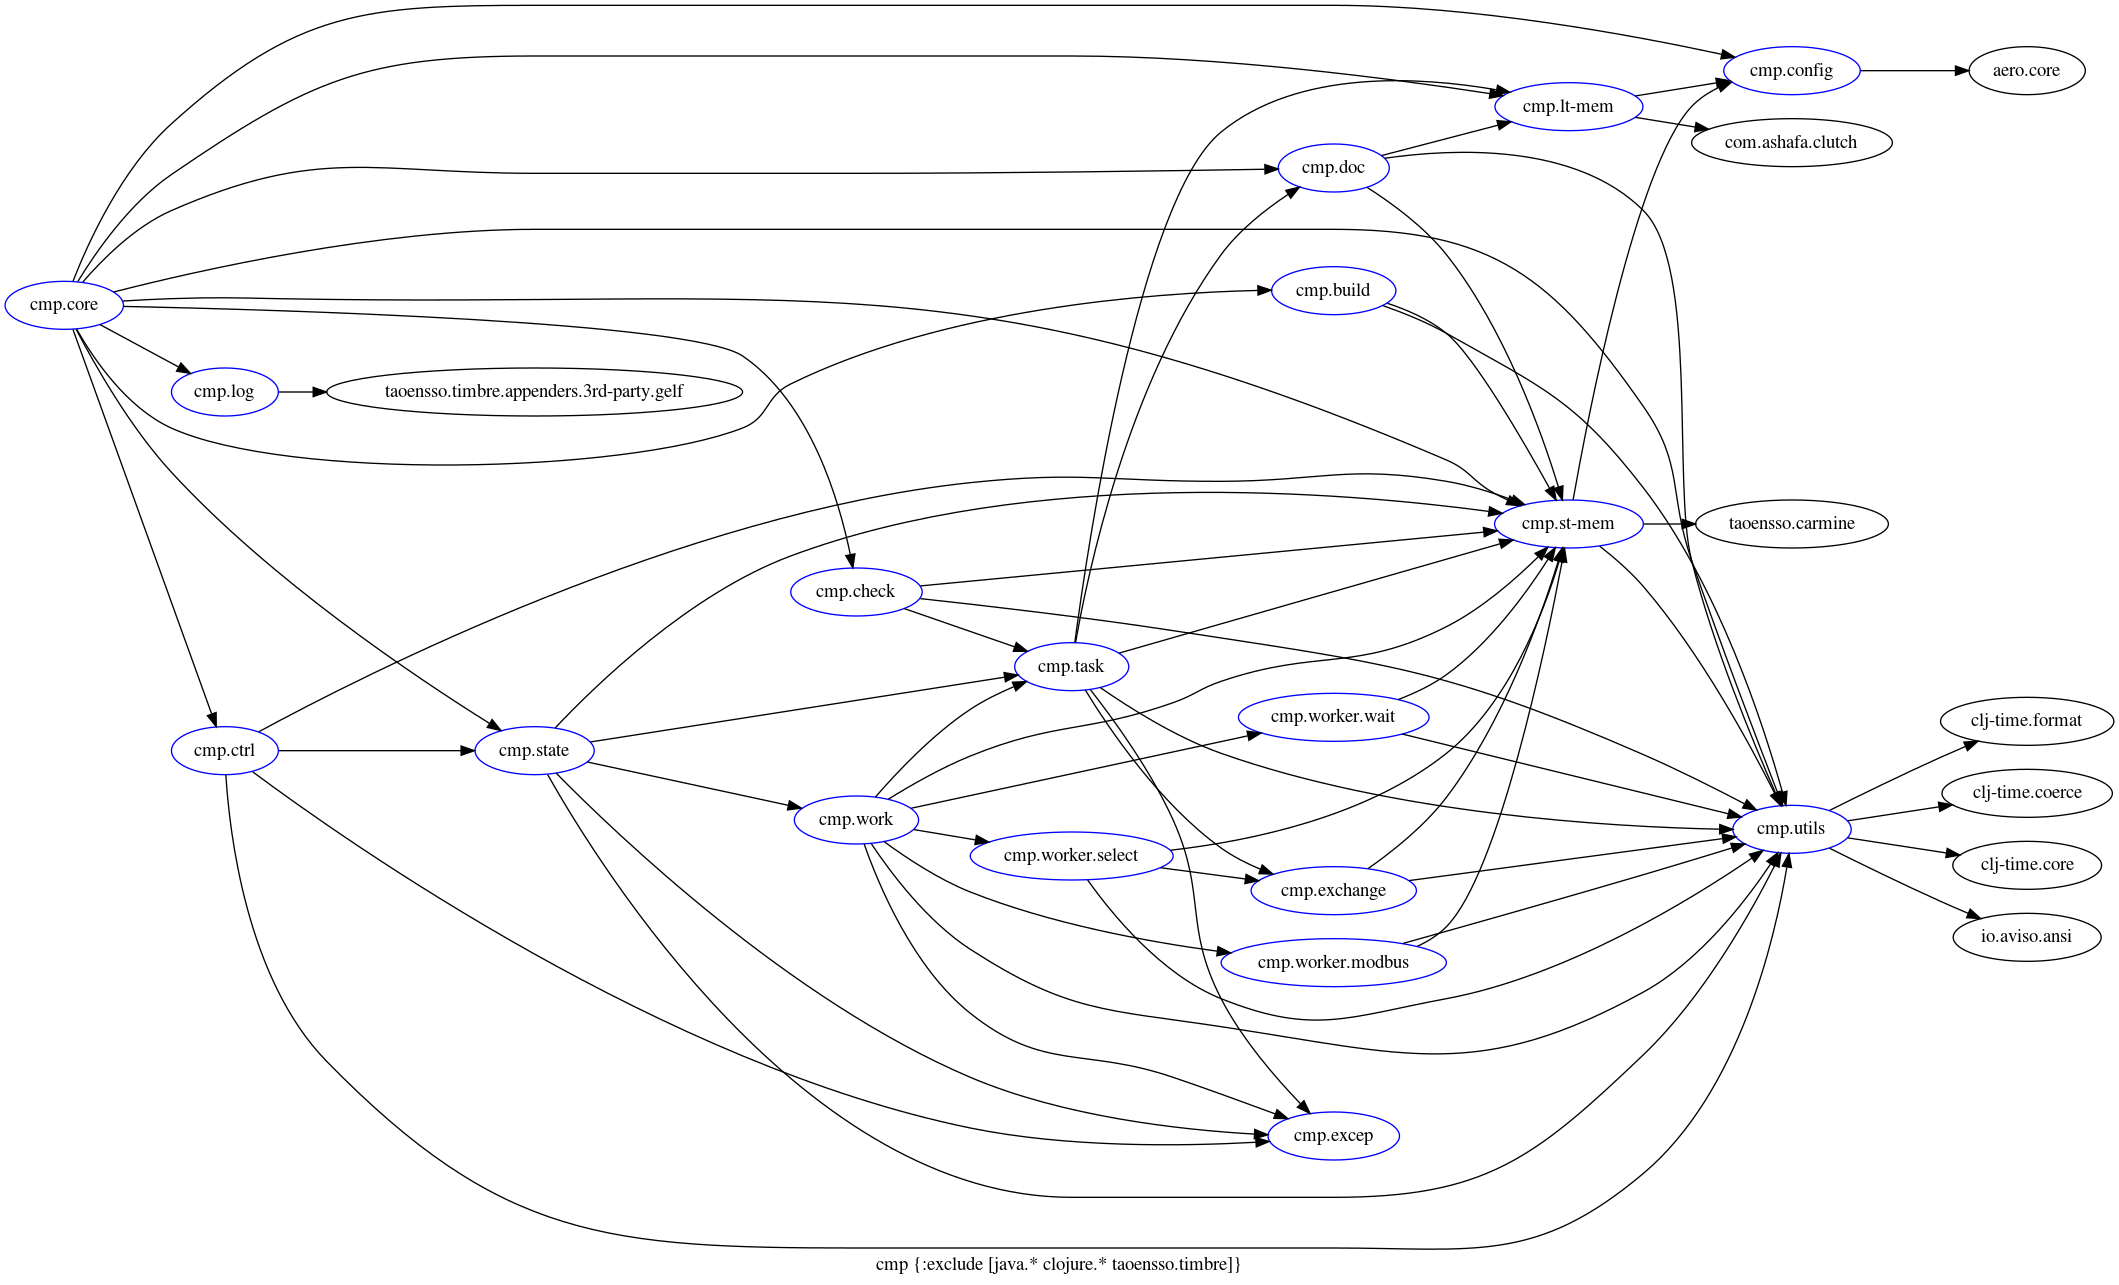 cmp.config
aero.core
cmp.lt-mem
com.ashafa.clutch
cmp.doc
cmp.build
cmp.core
cmp.log
taoensso.timbre.appenders.3rd-party.gelf
cmp.st-mem
taoensso.carmine
cmp.check
cmp.task
cmp.worker.wait
clj-time.format
cmp.ctrl
cmp.state
clj-time.coerce
cmp.work
cmp.utils
cmp.worker.select
clj-time.core
cmp.exchange
io.aviso.ansi
cmp.worker.modbus
cmp.excep
cmp {:exclude [java.* clojure.* taoensso.timbre]}